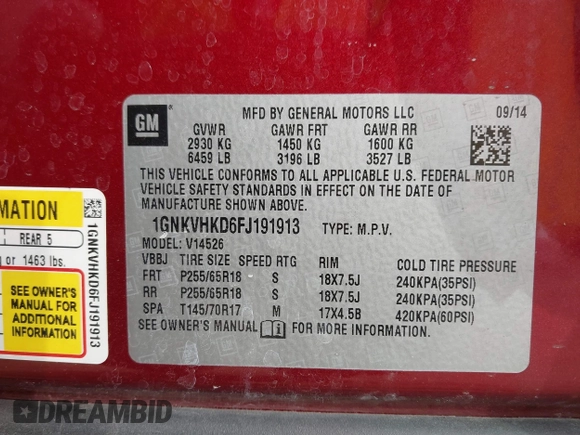 GM
MFD BY GENERAL MOTORS LLC 09/14
GVWR GAWR FRT GAWR RR
2930 KG 1450 KG 1600 KG
6459 LB 3196 LB 3527 LB
THIS VEHICLE CONFORMS TO ALL APPLICABLE U.S. FEDERAL MOTOR
VEHICLE SAFETY STANDARDS IN EFFECT ON THE DATE OF
MANUFACTURE SHOWN ABOVE.
1GNKVHKD6FJ191913 TYPE: M.P.V.
MODEL: V14526
VBBJ TIRE SIZE SPEED RTG RIM COLD TIRE PRESSURE
FRT P255/65R18 S 18X7.5J 240KPA(35PSI)
RR P255/65R18 S 18X7.5J 240KPA(35PSI)
SPA T145/70R17 M 17X4.5B 420KPA(60PSI)
SEE OWNER'S MANUAL FOR MORE INFORMATION
MATION
REAR 5
or 1463 lbs.
SEE OWNER'S
MANUAL FOR
ADDITIONAL
INFORMATION
1GNKVHKD6FJ191913
DREAMBID